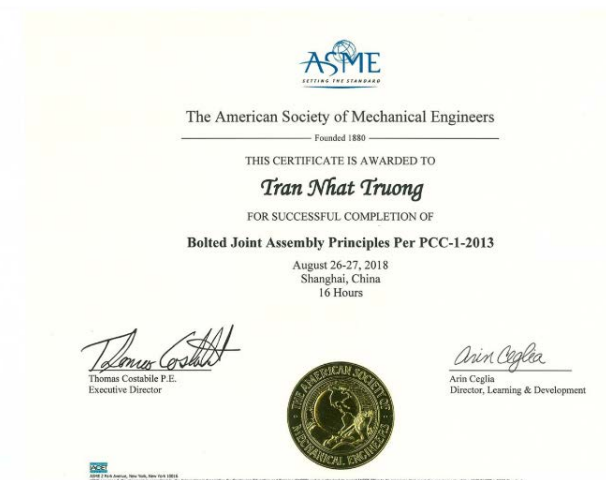 ASME
SETTING THE STANDARD
The American Society of Mechanical Engineers
Founded 1880
THIS CERTIFICATE IS AWARDED TO
Tran Nhat Truong
FOR SUCCESSFUL COMPLETION OF
Bolted Joint Assembly Principles Per PCC-1-2013
August 26-27, 2018
Shanghai, China
16 Hours
Thomas Costabile P.E.
Executive Director
Arin Ceglia
Arin Ceglia
Director, Learning & Development
THE AMERICAN SOCIETY OF
MECHANICAL ENGINEERS